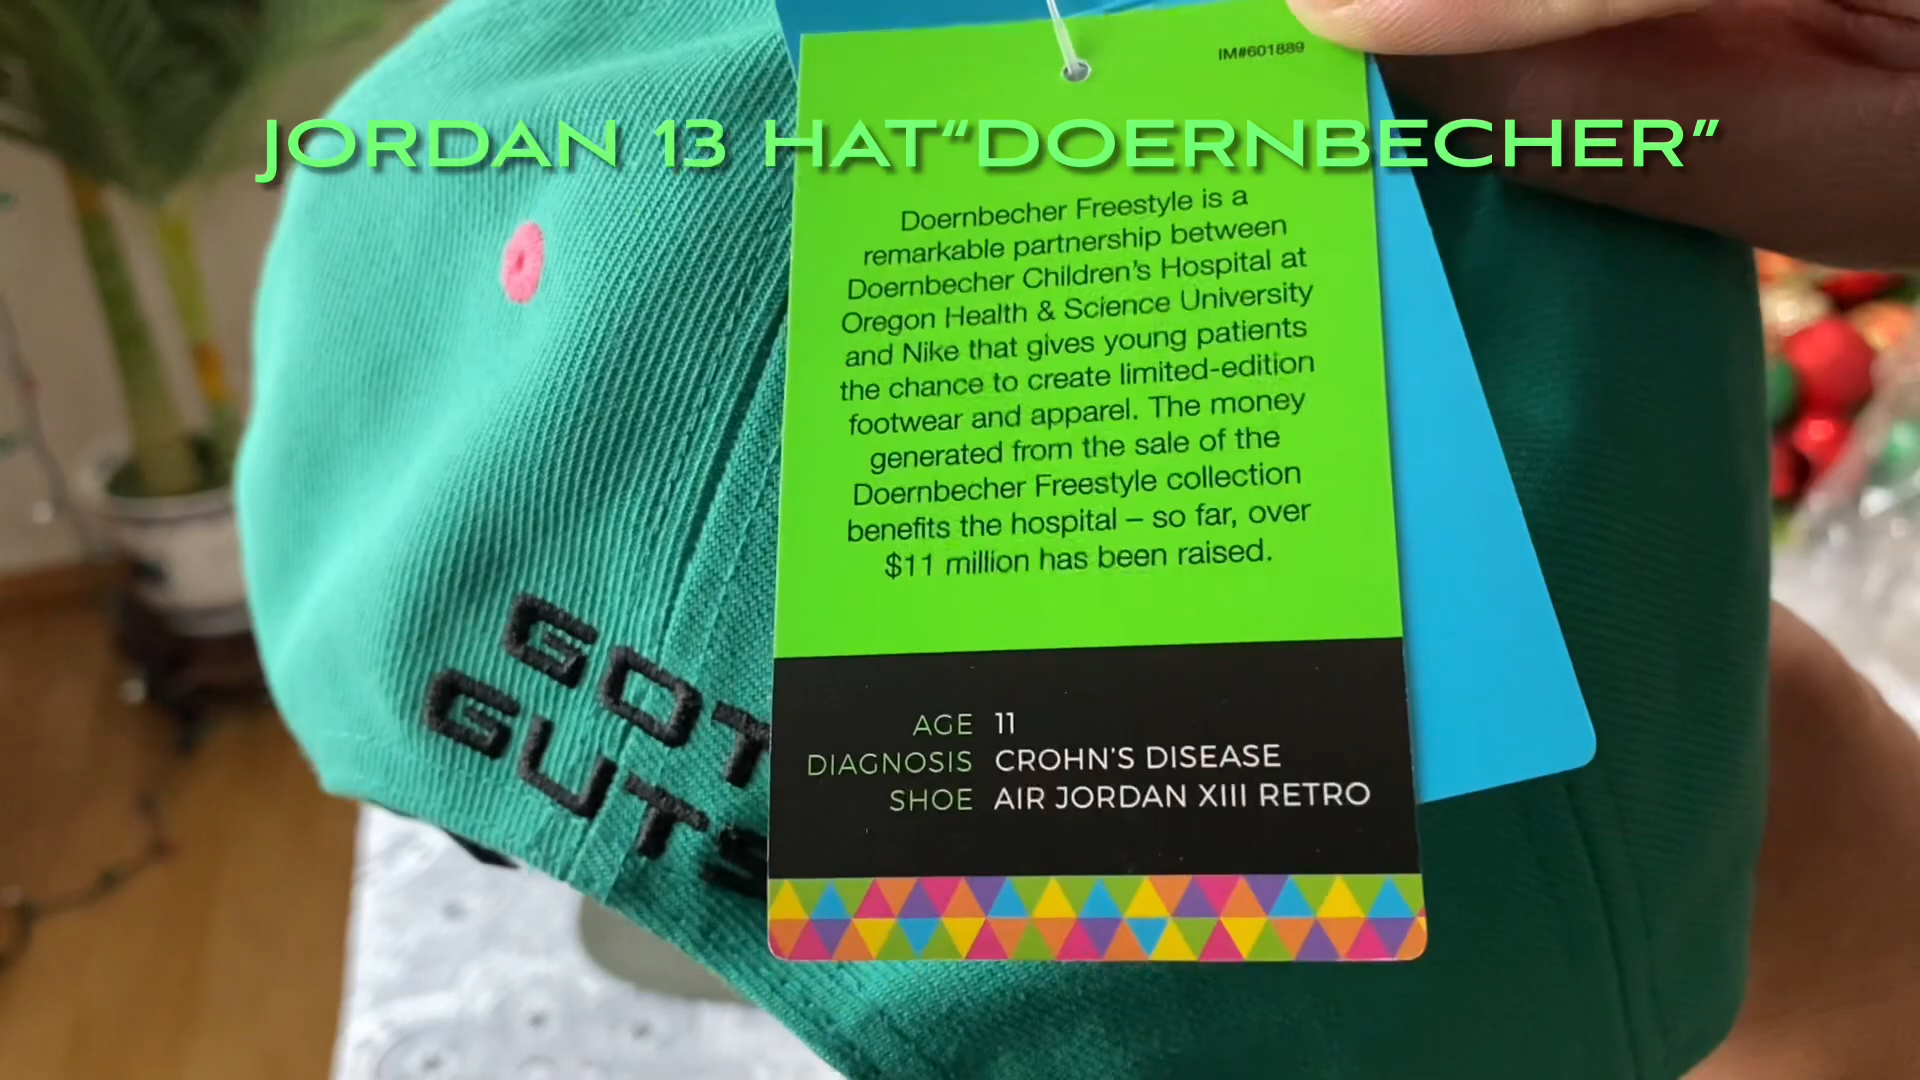 IM#601889
JORDAN 13 HAT“DOERNBECHER”
Doernbecher Freestyle is a
remarkable partnership between
Doernbecher Children's Hospital at
Oregon Health & Science University
and Nike that gives young patients
the chance to create limited-edition
footwear and apparel. The money
generated from the sale of the
Doernbecher Freestyle collection
benefits the hospital – so far, over
$11 million has been raised.
GOT
GUTS
AGE 11
DIAGNOSIS CROHN'S DISEASE
SHOE AIR JORDAN XIII RETRO